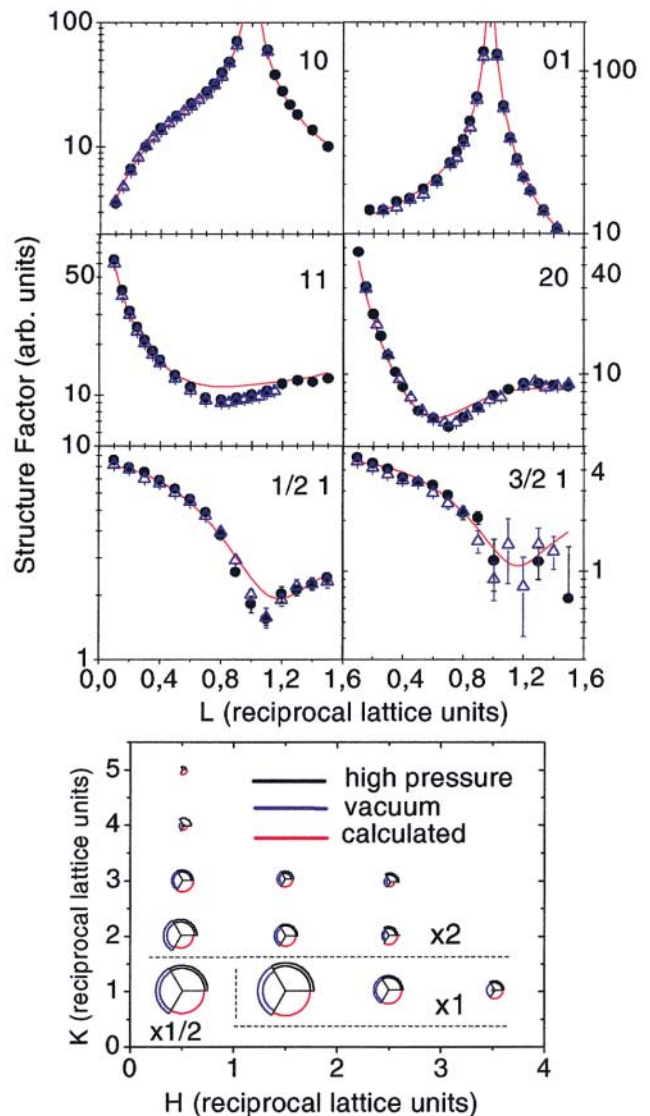 100
10
01
100
10
10
Structure Factor (arb. units)
50
11
20
40
10
10
10
1/2 1
3/2 1
4
1
1
0,0 0,4 0,8 1,2 0,0 0,4 0,8 1,2 1,6
L (reciprocal lattice units)
K (reciprocal lattice units)
5
4
3
2
1
0
high pressure
vacuum
calculated
x2
x1
x1/2
0 1 2 3 4
H (reciprocal lattice units)